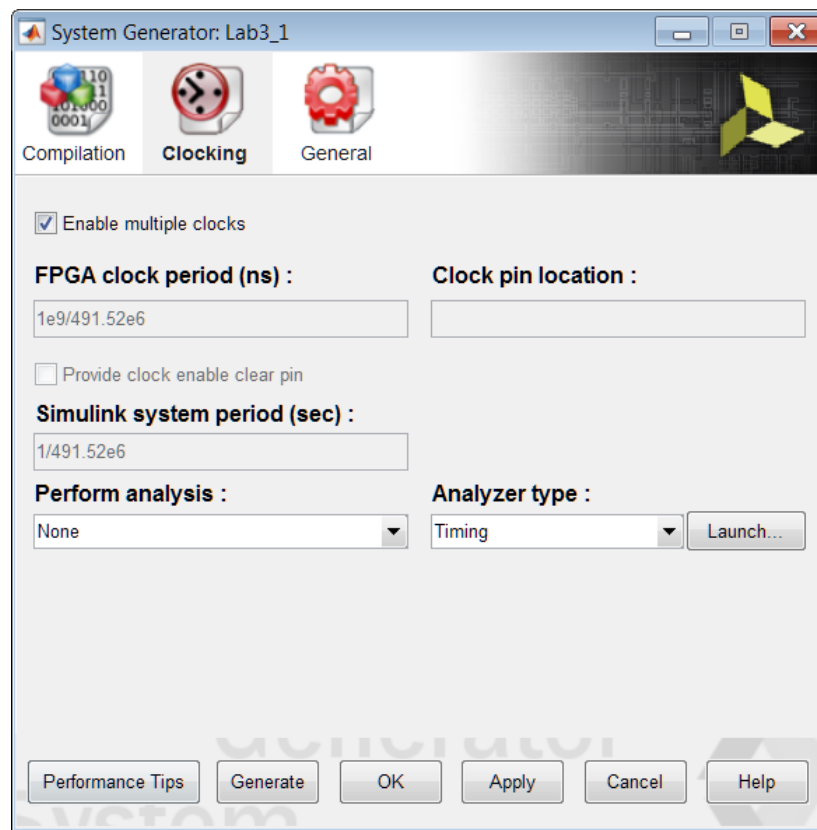 System Generator: Lab3_1
Compilation Clocking General
Enable multiple clocks
FPGA clock period (ns) : Clock pin location :
1e9/491.52e6
Provide clock enable clear pin
Simulink system period (sec) :
1/491.52e6
Perform analysis : Analyzer type :
None Timing Launch...
Performance Tips Generate OK Apply Cancel Help
Generator
System